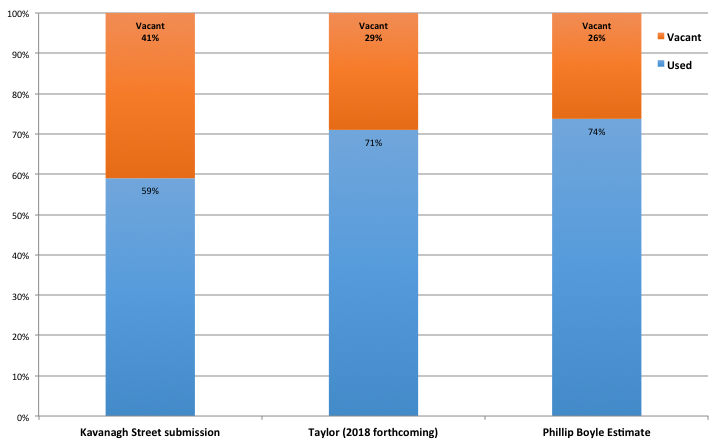 100%
90%
80%
70%
60%
50%
40%
30%
20%
10%
0%
Vacant
41%
59%
Vacant
29%
71%
Vacant
26%
74%
Vacant
Used
Kavanagh Street submission
Taylor (2018 forthcoming)
Phillip Boyle Estimate